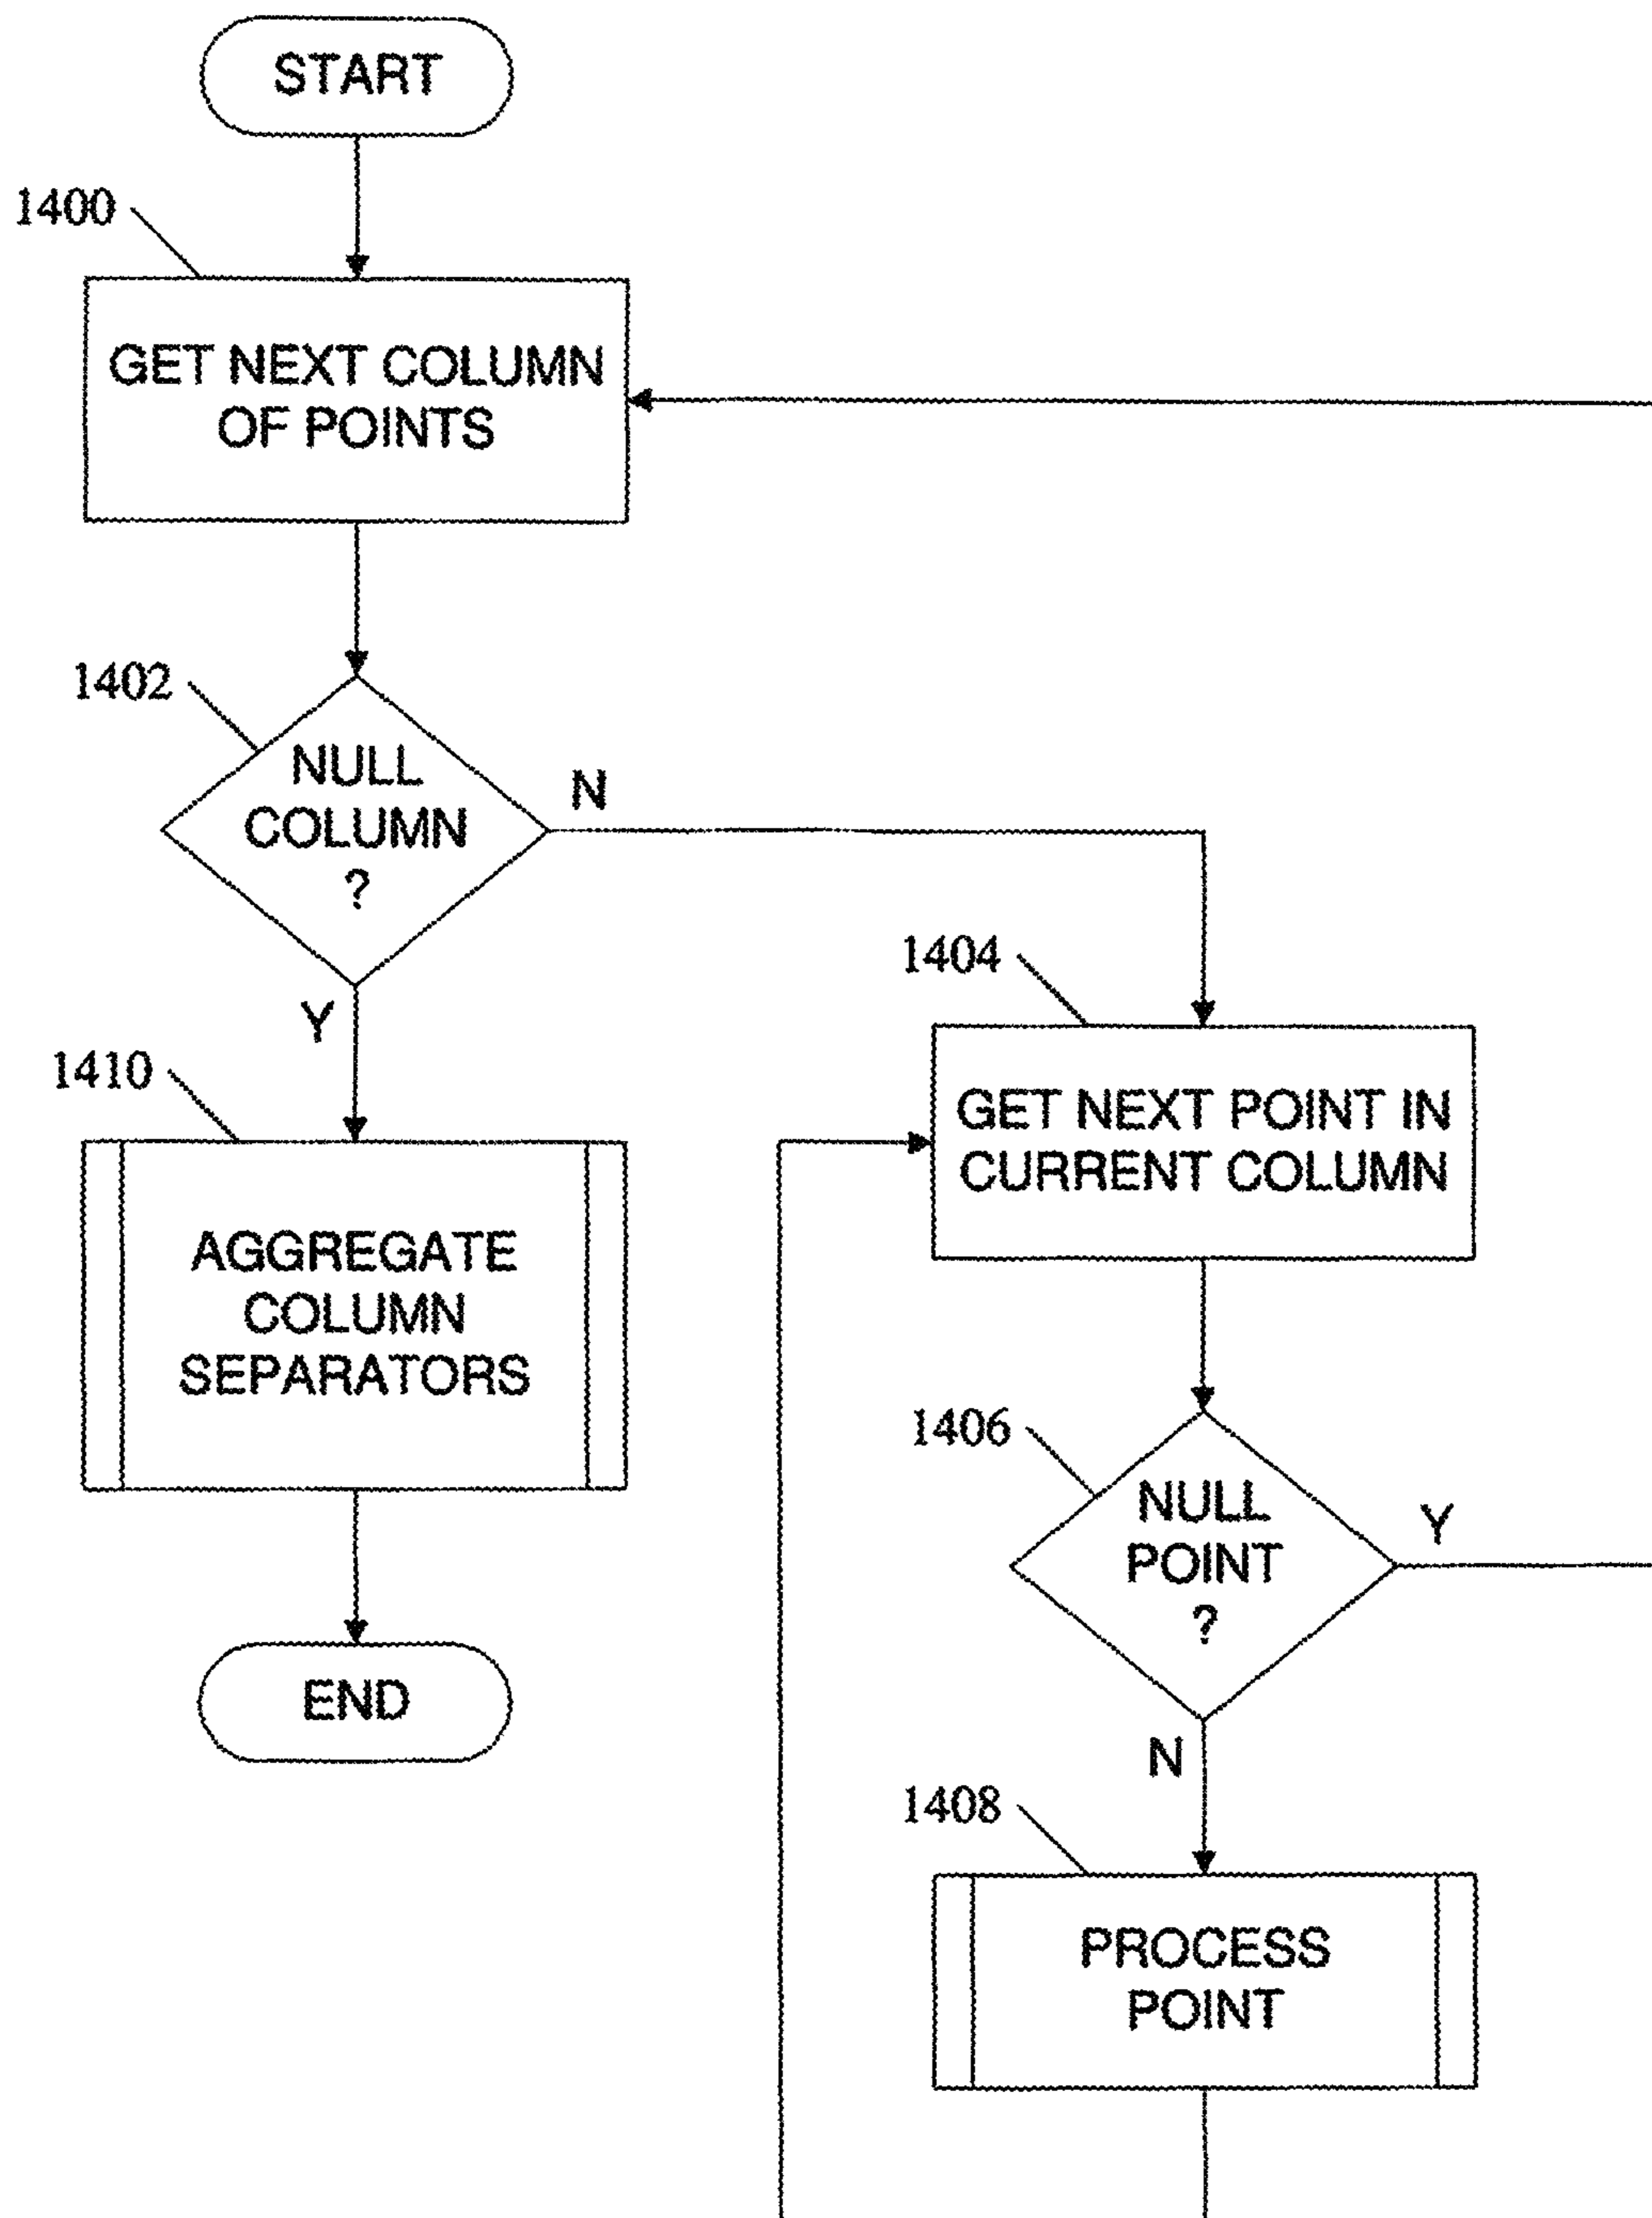 START
1400
GET NEXT COLUMN
OF POINTS
1402
NULL
COLUMN
?
N
Y
1404
GET NEXT POINT IN
CURRENT COLUMN
1410
AGGREGATE
COLUMN
SEPARATORS
1406
NULL
POINT
?
Y
N
END
1408
PROCESS
POINT